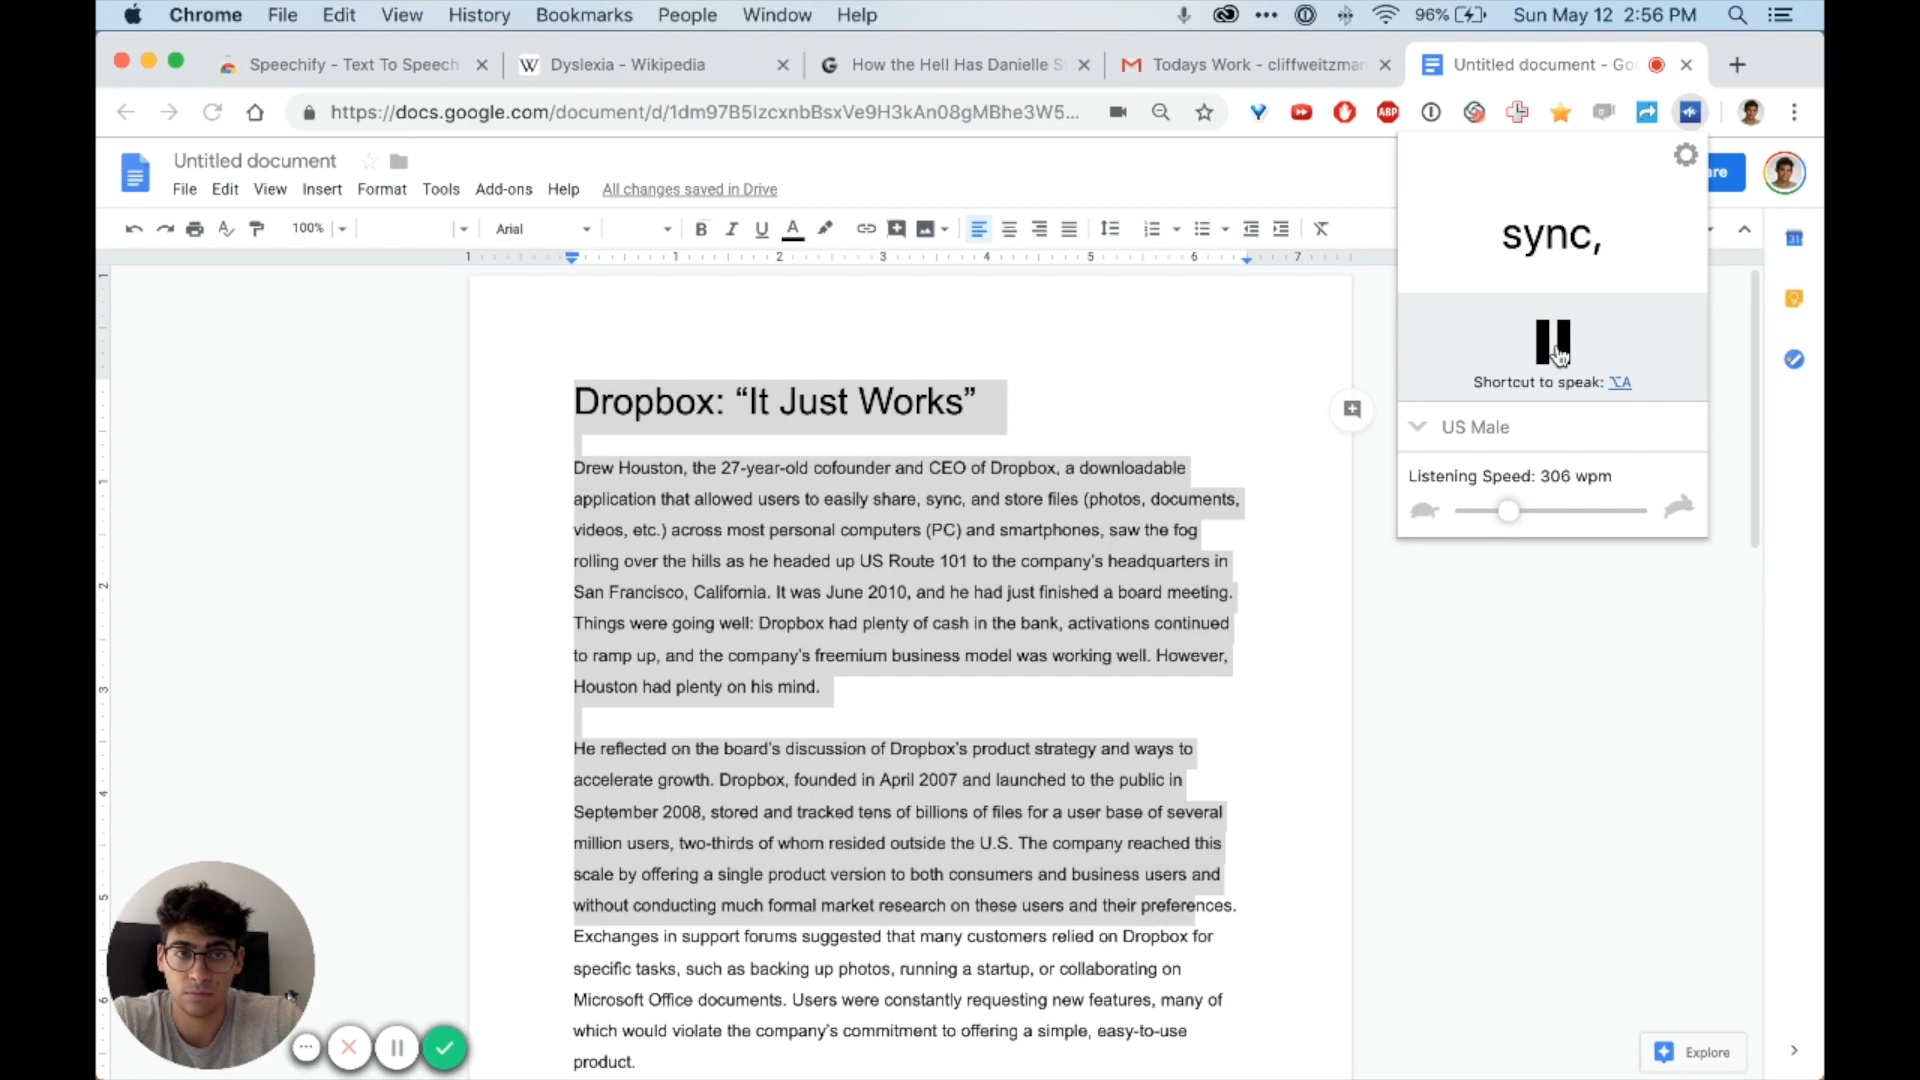 Chrome File Edit View History Bookmarks People Window Help 96% Sun May 12 2:56 PM
Speechify - Text To Speech Dyslexia - Wikipedia How the Hell Has Danielle S Todays Work - cliffweitzman Untitled document - Go
https://docs.google.com/document/d/1dm97B5IzcxnbBsxVe9H3kAn08gMBhe3W5... ABP
Untitled document
File Edit View Insert Format Tools Add-ons Help All changes saved in Drive
100% Arial B I U A
1 1 2 3 4 5 6 7
sync,
Shortcut to speak: ⌥A
US Male
Listening Speed: 306 wpm
31
Dropbox: “It Just Works”
Drew Houston, the 27-year-old cofounder and CEO of Dropbox, a downloadable
application that allowed users to easily share, sync, and store files (photos, documents,
videos, etc.) across most personal computers (PC) and smartphones, saw the fog
rolling over the hills as he headed up US Route 101 to the company’s headquarters in
San Francisco, California. It was June 2010, and he had just finished a board meeting.
Things were going well: Dropbox had plenty of cash in the bank, activations continued
to ramp up, and the company’s freemium business model was working well. However,
Houston had plenty on his mind.
He reflected on the board’s discussion of Dropbox’s product strategy and ways to
accelerate growth. Dropbox, founded in April 2007 and launched to the public in
September 2008, stored and tracked tens of billions of files for a user base of several
million users, two-thirds of whom resided outside the U.S. The company reached this
scale by offering a single product version to both consumers and business users and
without conducting much formal market research on these users and their preferences.
Exchanges in support forums suggested that many customers relied on Dropbox for
specific tasks, such as backing up photos, running a startup, or collaborating on
Microsoft Office documents. Users were constantly requesting new features, many of
which would violate the company’s commitment to offering a simple, easy-to-use
product.
Explore